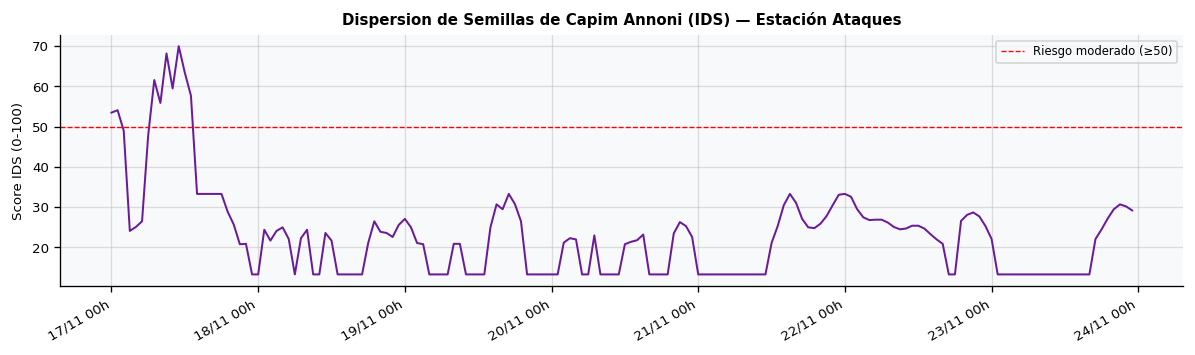 Dispersion de Semillas de Capim Annoni (IDS) — Estación Ataques
Riesgo moderado (≥50)
Score IDS (0-100)
70
60
50
40
30
20
17/11 00h
18/11 00h
19/11 00h
20/11 00h
21/11 00h
22/11 00h
23/11 00h
24/11 00h